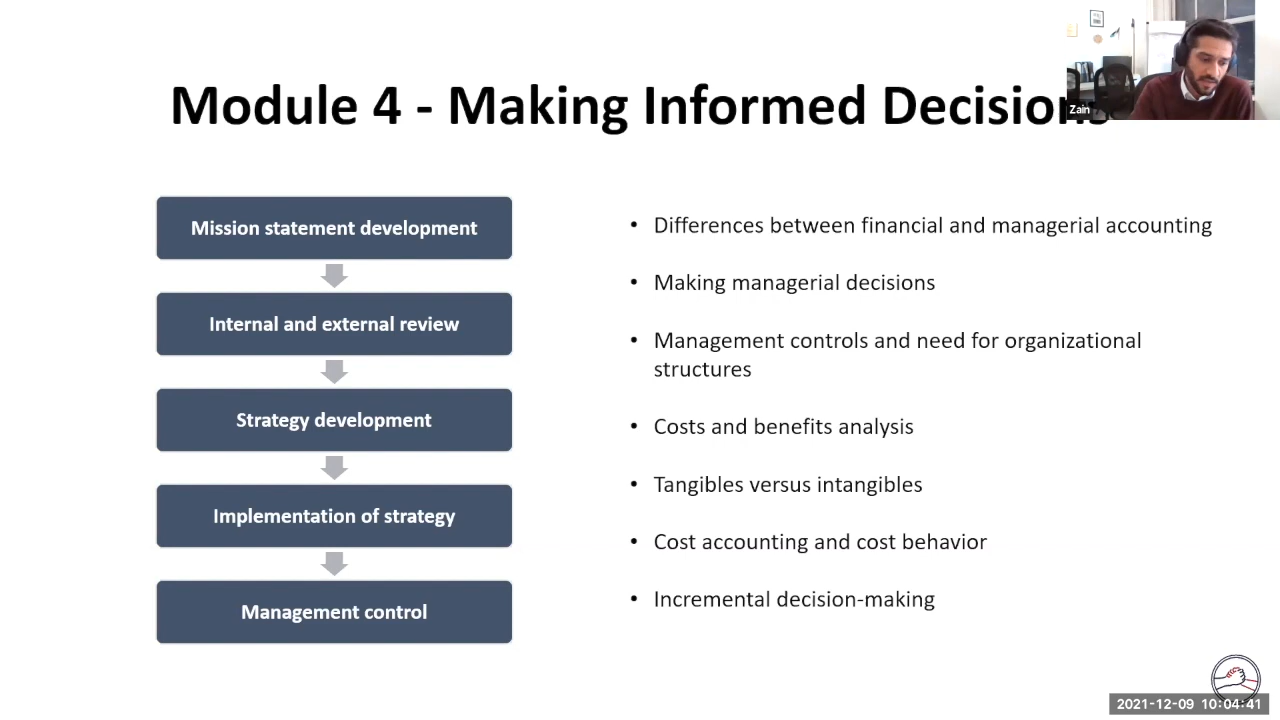 Module 4 - Making Informed Decisions
Zain
Mission statement development
Internal and external review
Strategy development
Implementation of strategy
Management control
• Differences between financial and managerial accounting
• Making managerial decisions
• Management controls and need for organizational
structures
• Costs and benefits analysis
• Tangibles versus intangibles
• Cost accounting and cost behavior
• Incremental decision-making
2021-12-09 10:04:41